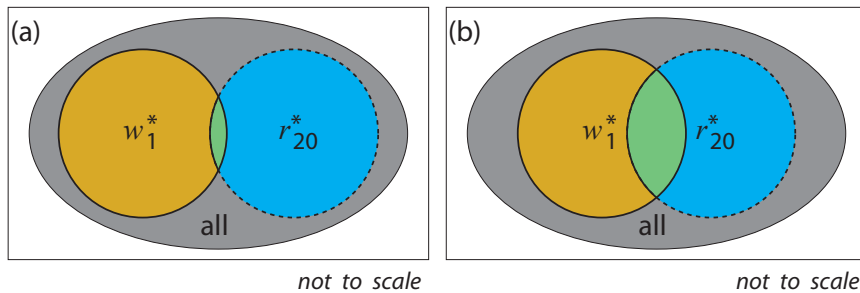 (a)
w*1 r*20
all
not to scale
(b)
w*1 r*20
all
not to scale